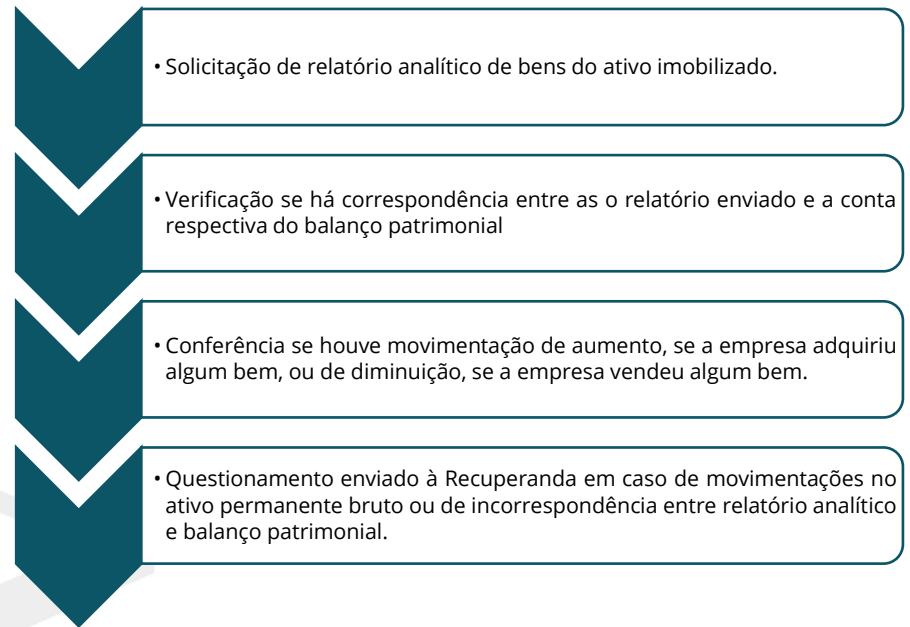 • Solicitação de relatório analítico de bens do ativo imobilizado.
• Verificação se há correspondência entre as o relatório enviado e a conta
respectiva do balanço patrimonial
• Conferência se houve movimentação de aumento, se a empresa adquiriu
algum bem, ou de diminuição, se a empresa vendeu algum bem.
• Questionamento enviado à Recuperanda em caso de movimentações no
ativo permanente bruto ou de incorrespondência entre relatório analítico
e balanço patrimonial.